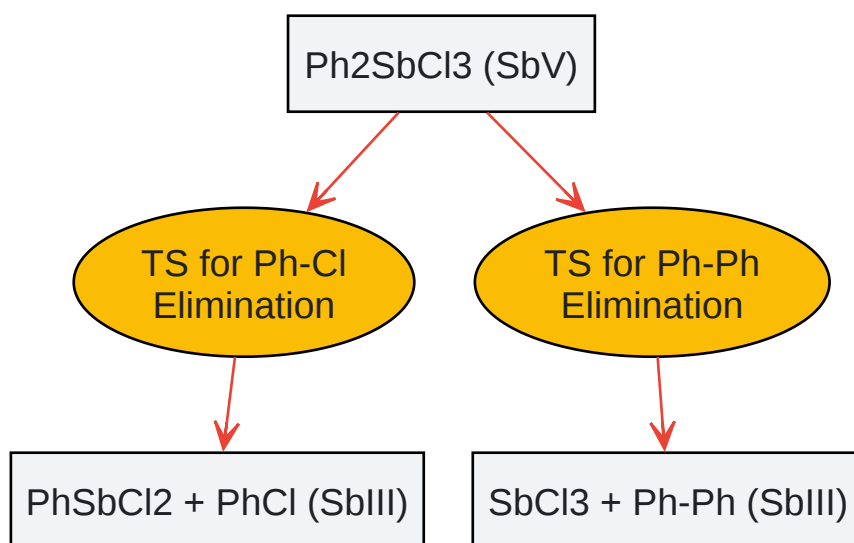 Ph2SbCl3 (SbV)
TS for Ph-Cl
Elimination
TS for Ph-Ph
Elimination
PhSbCl2 + PhCl (SbIII)
SbCl3 + Ph-Ph (SbIII)